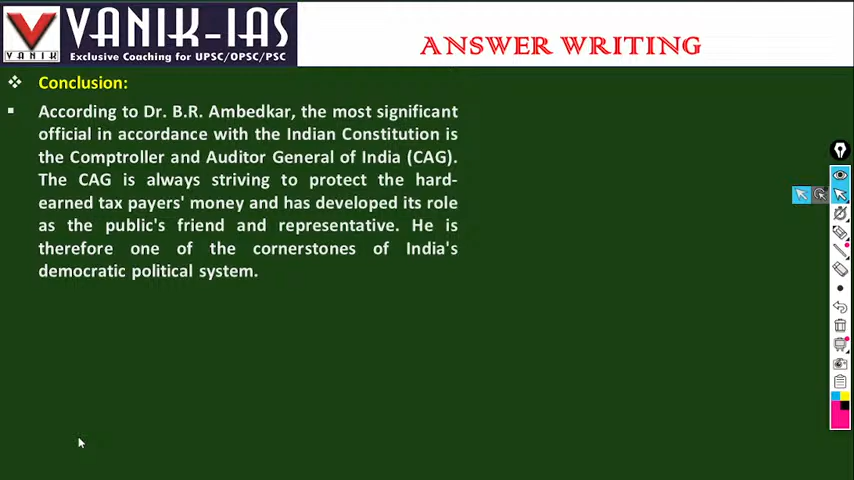 VANIK-IAS
VANIK
Exclusive Coaching for UPSC/OPSC/PSC
ANSWER WRITING
Conclusion:
According to Dr. B.R. Ambedkar, the most significant
official in accordance with the Indian Constitution is
the Comptroller and Auditor General of India (CAG).
The CAG is always striving to protect the hard-
earned tax payers' money and has developed its role
as the public's friend and representative. He is
therefore one of the cornerstones of India's
democratic political system.